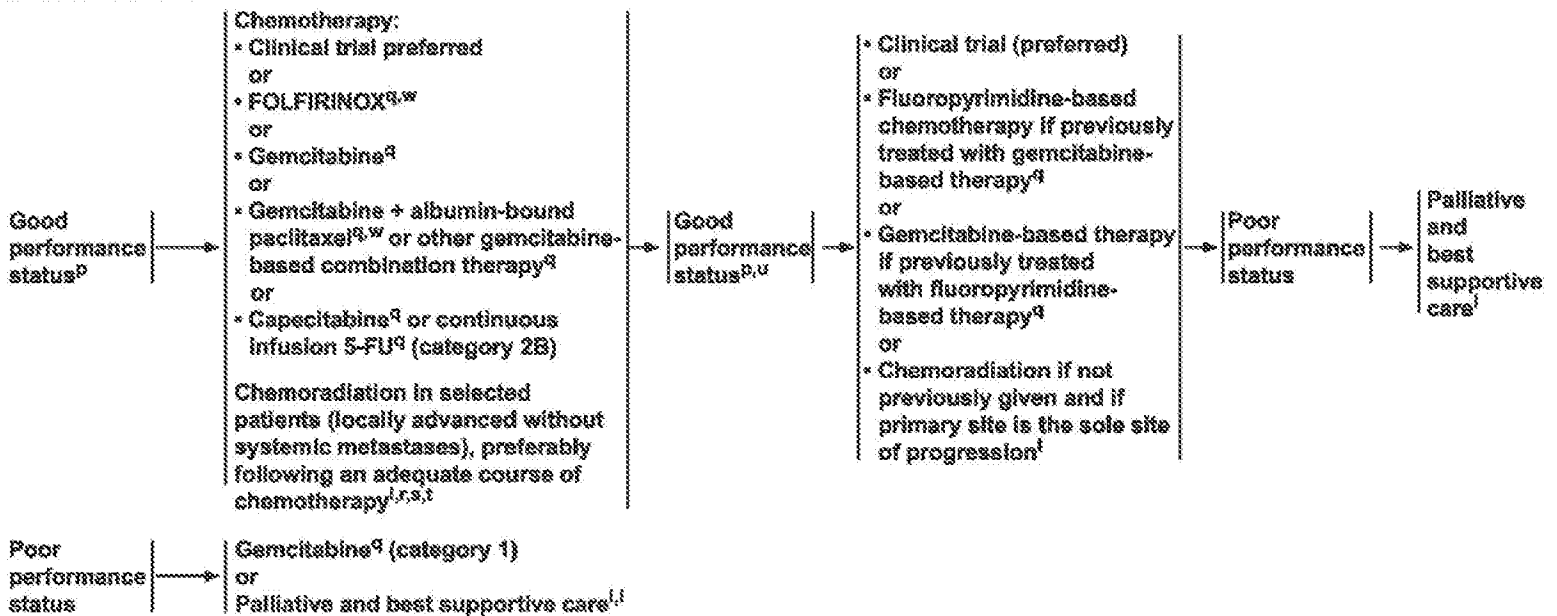 Good
performance
status^p
Chemotherapy:
• Clinical trial preferred
or
• FOLFIRINOX^q,w
or
• Gemcitabine^q
or
• Gemcitabine + albumin-bound
paclitaxel^q,w or other gemcitabine-
based combination therapy^q
or
• Capecitabine^q or continuous
infusion 5-FU^q (category 2B)
Chemoradiation in selected
patients (locally advanced without
systemic metastases), preferably
following an adequate course of
chemotherapy^l,r,s,t
Good
performance
status^p,u
• Clinical trial (preferred)
or
• Fluoropyrimidine-based
chemotherapy if previously
treated with gemcitabine-
based therapy^q
or
• Gemcitabine-based therapy
if previously treated
with fluoropyrimidine-
based therapy^q
or
• Chemoradiation if not
previously given and if
primary site is the sole site
of progression^t
Poor
performance
status
Palliative
and
best
supportive
care
Poor
performance
status
Gemcitabine^q (category 1)
or
Palliative and best supportive care